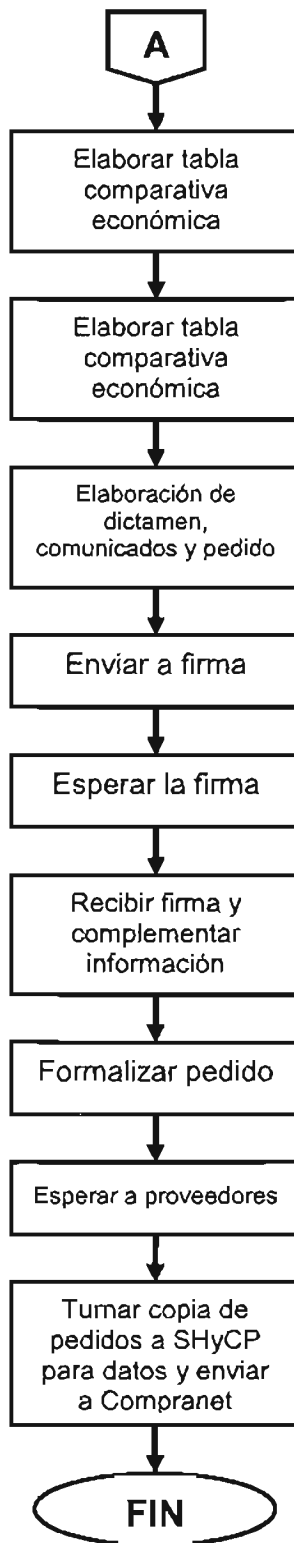 A
Elaborar tabla
comparativa
económica
Elaborar tabla
comparativa
económica
Elaboración de
dictamen,
comunicados y pedido
Enviar a firma
Esperar la firma
Recibir firma y
complementar
información
Formalizar pedido
Esperar a proveedores
Turnar copia de
pedidos a SHyCP
para datos y enviar
a Compranet
FIN